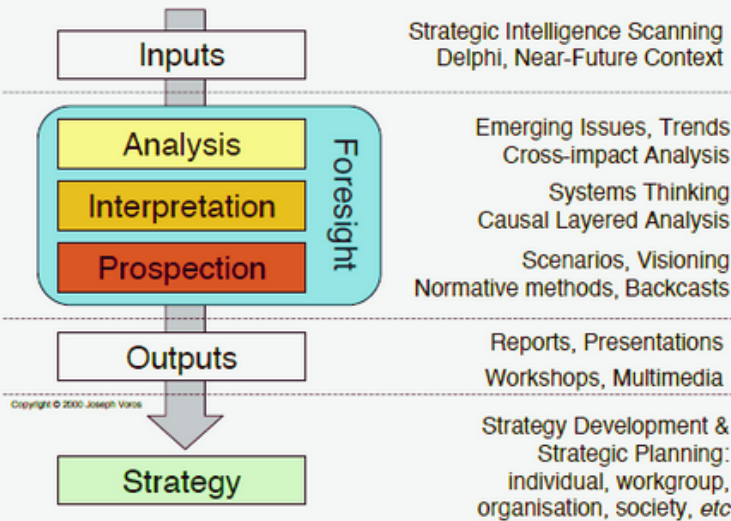 Inputs
Strategic Intelligence Scanning
Delphi, Near-Future Context
Foresight
Analysis
Emerging Issues, Trends
Cross-impact Analysis
Interpretation
Systems Thinking
Causal Layered Analysis
Prospection
Scenarios, Visioning
Normative methods, Backcasts
Outputs
Reports, Presentations
Workshops, Multimedia
Copyright © 2000 Joseph Voros
Strategy
Strategy Development &
Strategic Planning:
individual, workgroup,
organisation, society, etc